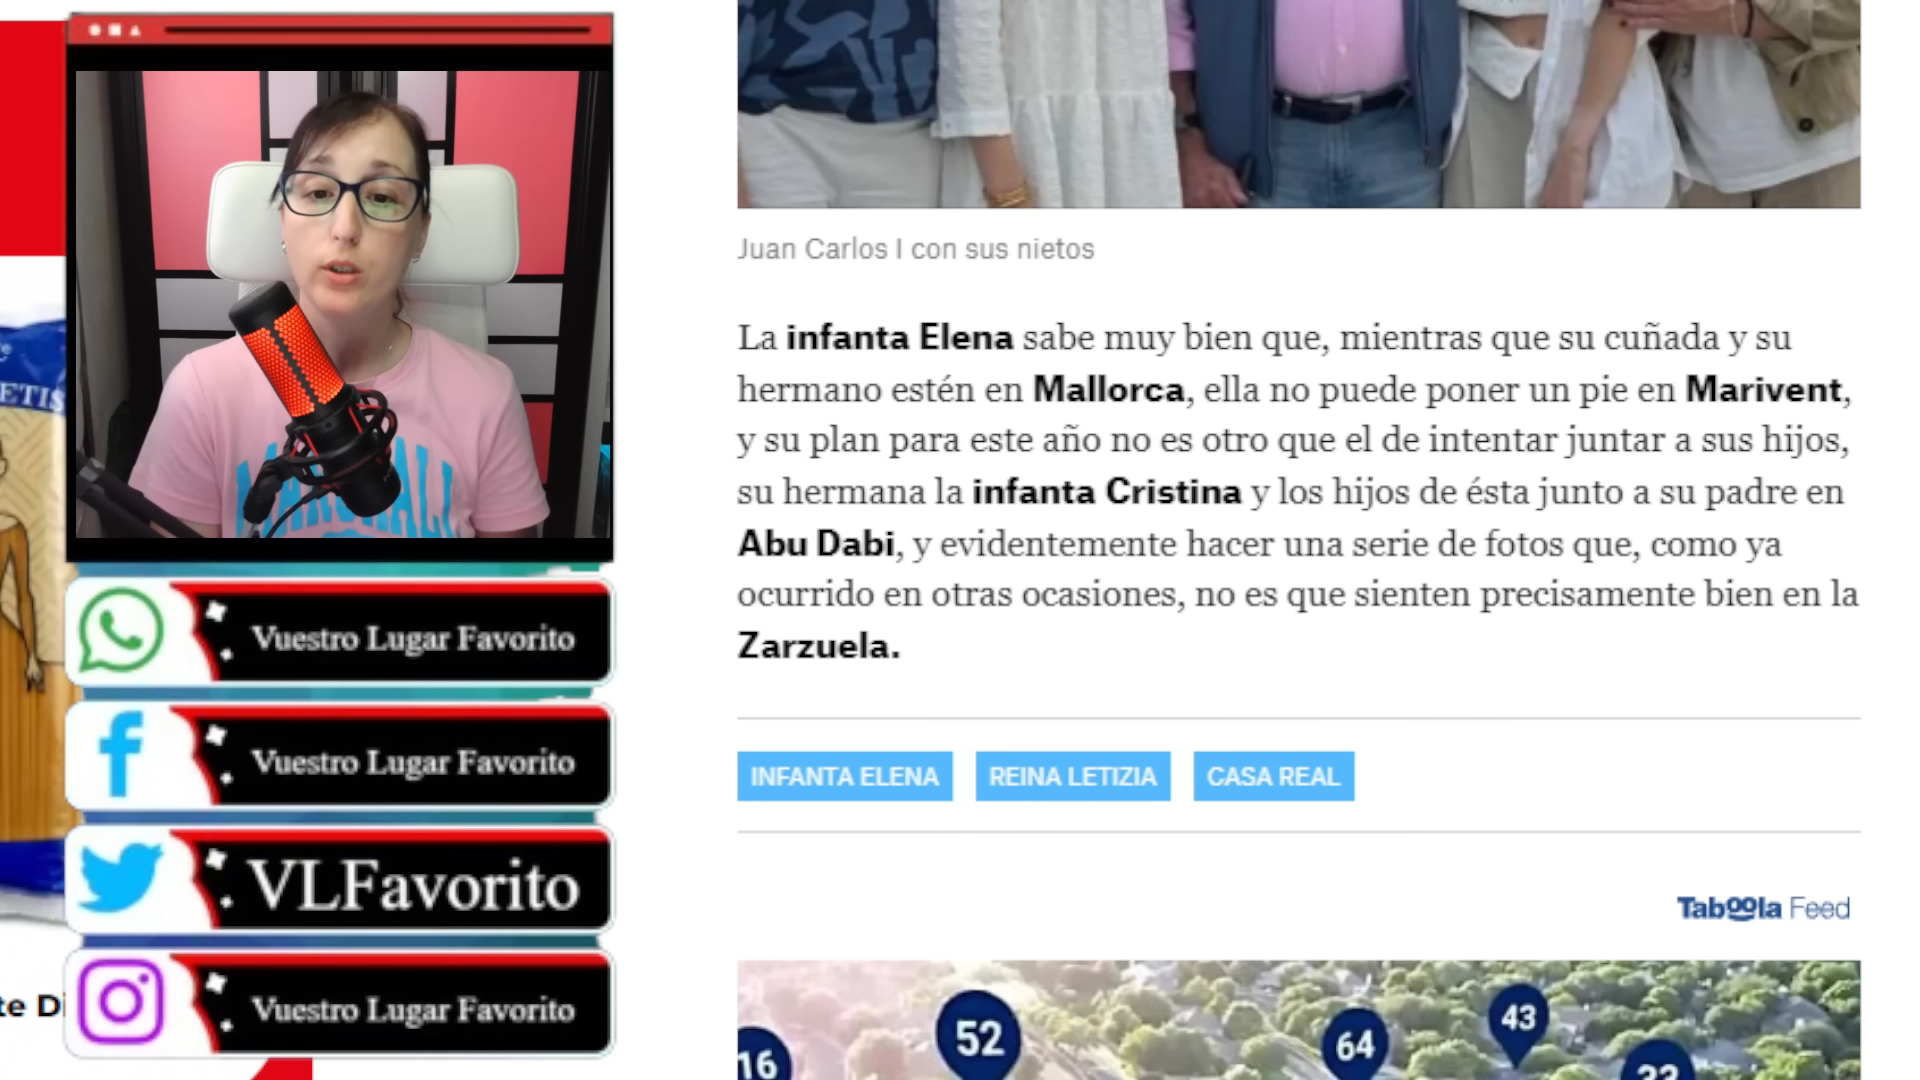 Vuestro Lugar Favorito
Vuestro Lugar Favorito
VLFavorito
Vuestro Lugar Favorito
Juan Carlos I con sus nietos
La infanta Elena sabe muy bien que, mientras que su cuñada y su
hermano estén en Mallorca, ella no puede poner un pie en Marivent,
y su plan para este año no es otro que el de intentar juntar a sus hijos,
su hermana la infanta Cristina y los hijos de ésta junto a su padre en
Abu Dabi, y evidentemente hacer una serie de fotos que, como ya
ocurrido en otras ocasiones, no es que sienten precisamente bien en la
Zarzuela.
INFANTA ELENA REINA LETIZIA CASA REAL
Taboola Feed
16 52 64 43